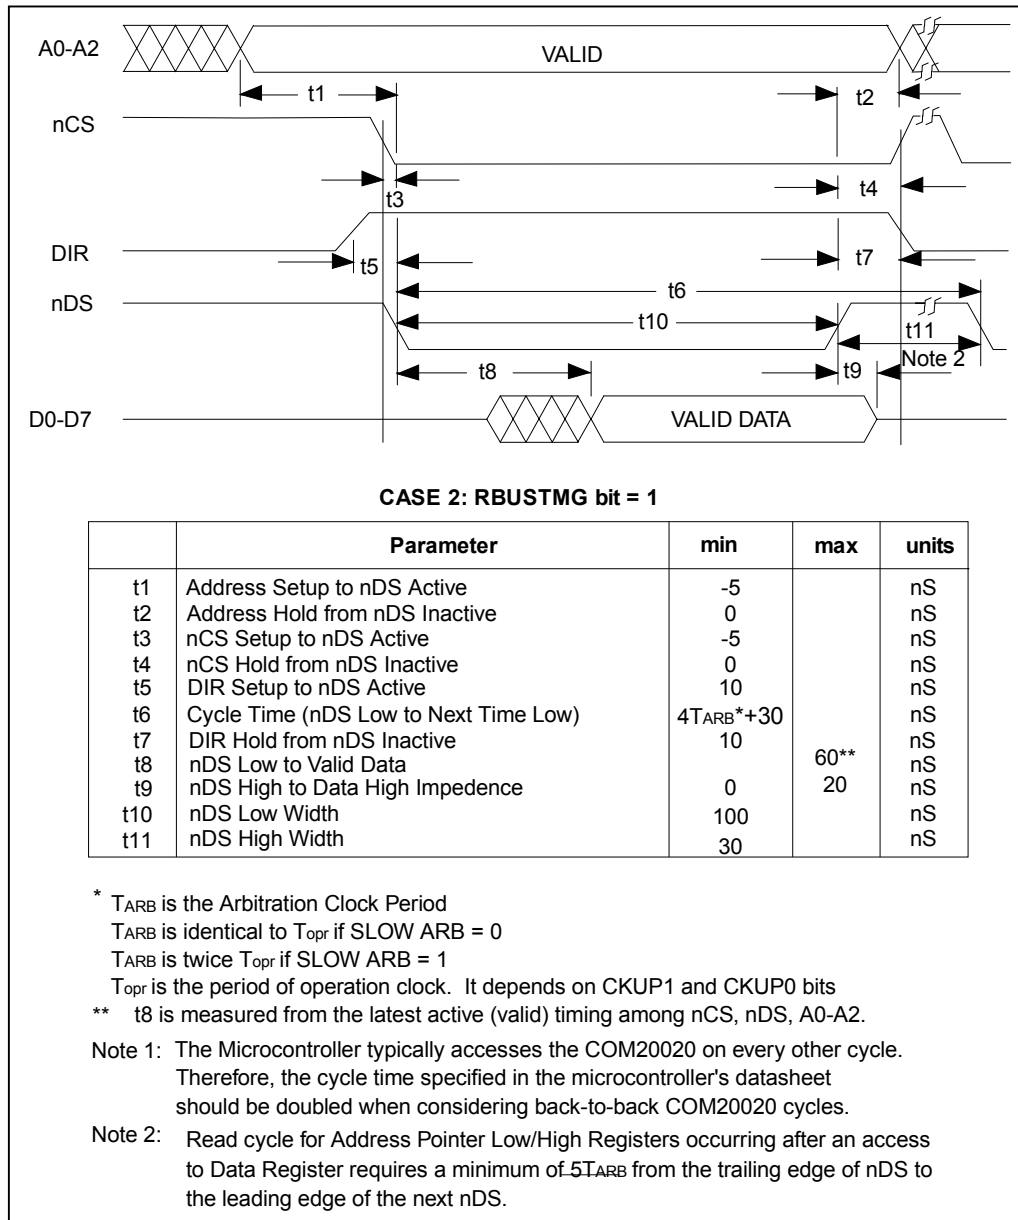 A0-A2
VALID
t1
t2
nCS
t3
t4
DIR
t5
t7
t6
nDS
t10
t11
Note 2
t8
t9
D0-D7
VALID DATA
CASE 2: RBUSTMG bit = 1
Parameter min max units
t1 Address Setup to nDS Active -5 nS
t2 Address Hold from nDS Inactive 0 nS
t3 nCS Setup to nDS Active -5 nS
t4 nCS Hold from nDS Inactive 0 nS
t5 DIR Setup to nDS Active 10 nS
t6 Cycle Time (nDS Low to Next Time Low) 4TARB*+30 nS
t7 DIR Hold from nDS Inactive 10 nS
t8 nDS Low to Valid Data 60** nS
t9 nDS High to Data High Impedence 0 20 nS
t10 nDS Low Width 100 nS
t11 nDS High Width 30 nS
* TARB is the Arbitration Clock Period
TARB is identical to Topr if SLOW ARB = 0
TARB is twice Topr if SLOW ARB = 1
Topr is the period of operation clock. It depends on CKUP1 and CKUP0 bits
** t8 is measured from the latest active (valid) timing among nCS, nDS, A0-A2.
Note 1: The Microcontroller typically accesses the COM20020 on every other cycle.
Therefore, the cycle time specified in the microcontroller's datasheet
should be doubled when considering back-to-back COM20020 cycles.
Note 2: Read cycle for Address Pointer Low/High Registers occurring after an access
to Data Register requires a minimum of 5TARB from the trailing edge of nDS to
the leading edge of the next nDS.